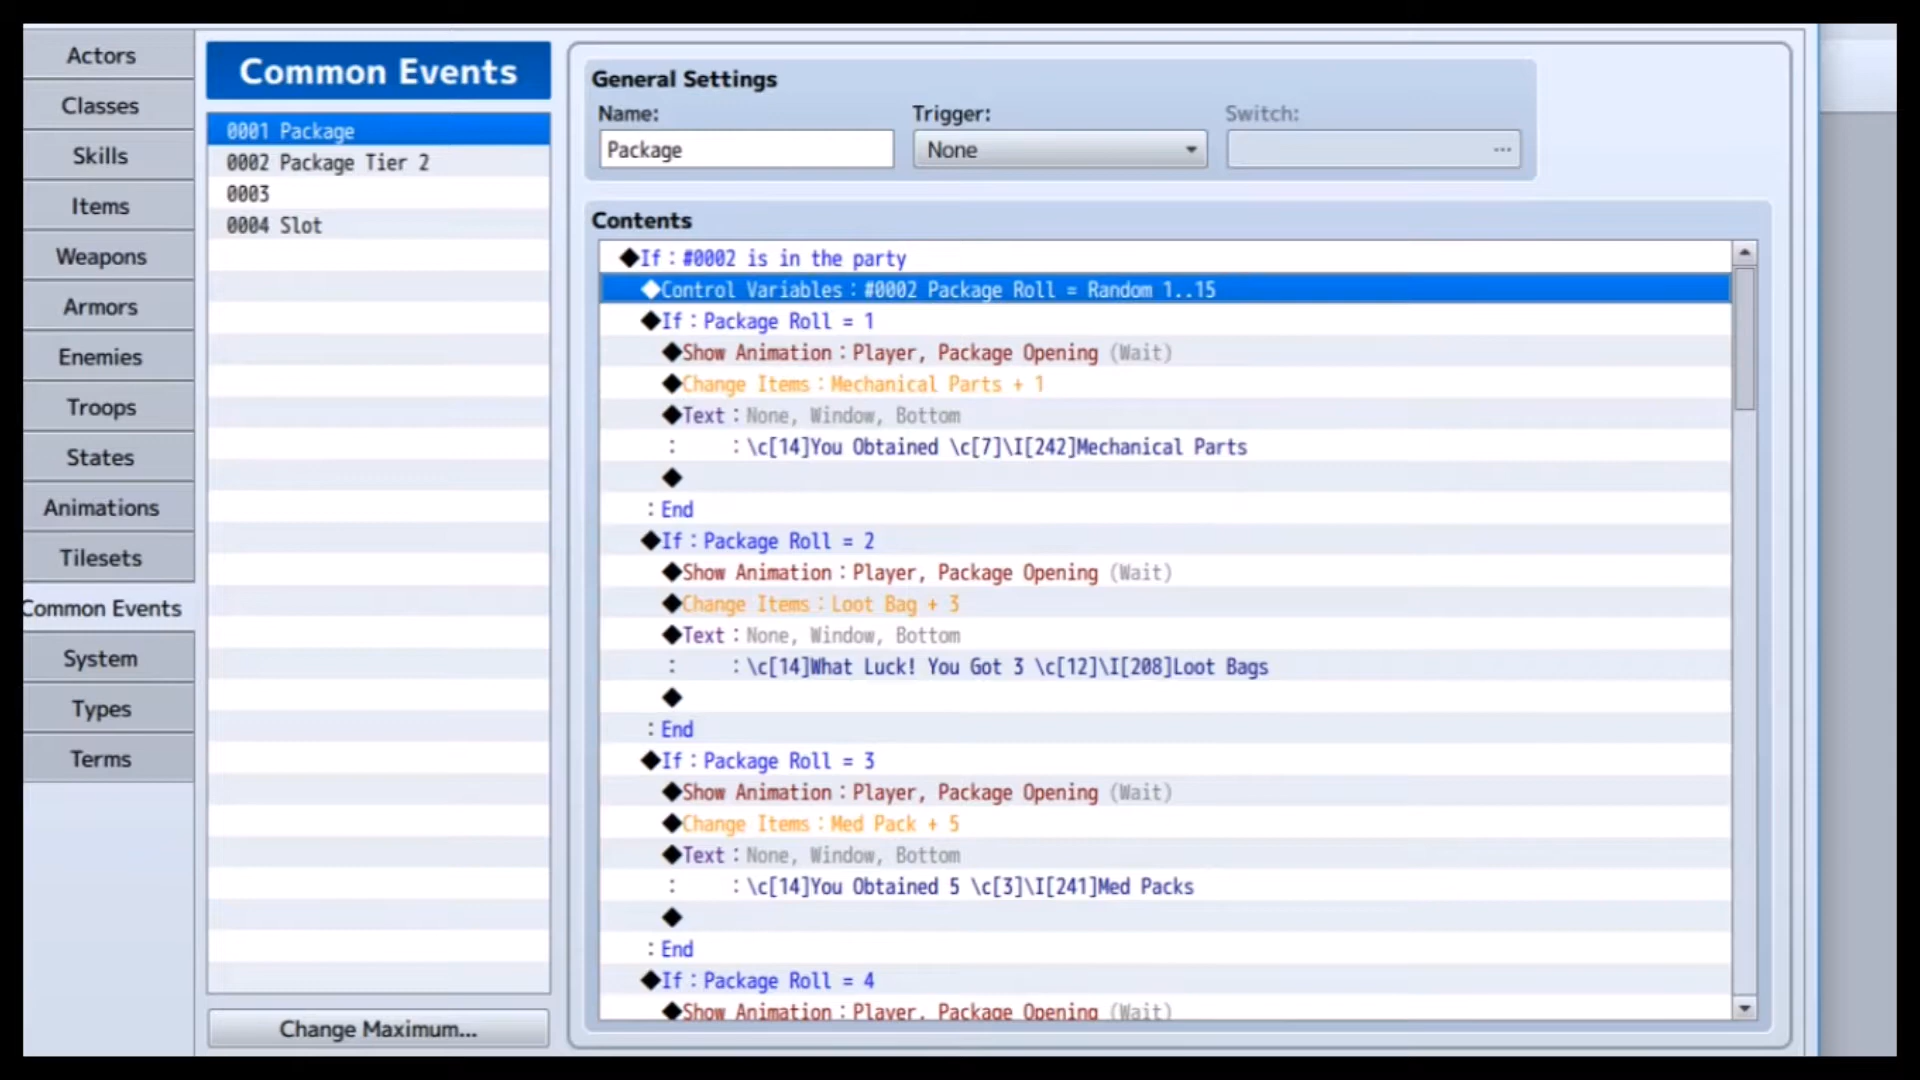 Actors
Classes
Skills
Items
Weapons
Armors
Enemies
Troops
States
Animations
Tilesets
Common Events
System
Types
Terms
Common Events
0001 Package
0002 Package Tier 2
0003
0004 Slot
Change Maximum...
General Settings
Name:
Package
Trigger:
None
Switch:
...
Contents
◆If：#0002 is in the party
◆Control Variables：#0002 Package Roll = Random 1..15
◆If：Package Roll = 1
◆Show Animation：Player, Package Opening (Wait)
◆Change Items：Mechanical Parts + 1
◆Text：None, Window, Bottom
：　　：\c[14]You Obtained \c[7]\I[242]Mechanical Parts
◆
：End
◆If：Package Roll = 2
◆Show Animation：Player, Package Opening (Wait)
◆Change Items：Loot Bag + 3
◆Text：None, Window, Bottom
：　　：\c[14]What Luck! You Got 3 \c[12]\I[208]Loot Bags
◆
：End
◆If：Package Roll = 3
◆Show Animation：Player, Package Opening (Wait)
◆Change Items：Med Pack + 5
◆Text：None, Window, Bottom
：　　：\c[14]You Obtained 5 \c[3]\I[241]Med Packs
◆
：End
◆If：Package Roll = 4
◆Show Animation：Player, Package Opening (Wait)